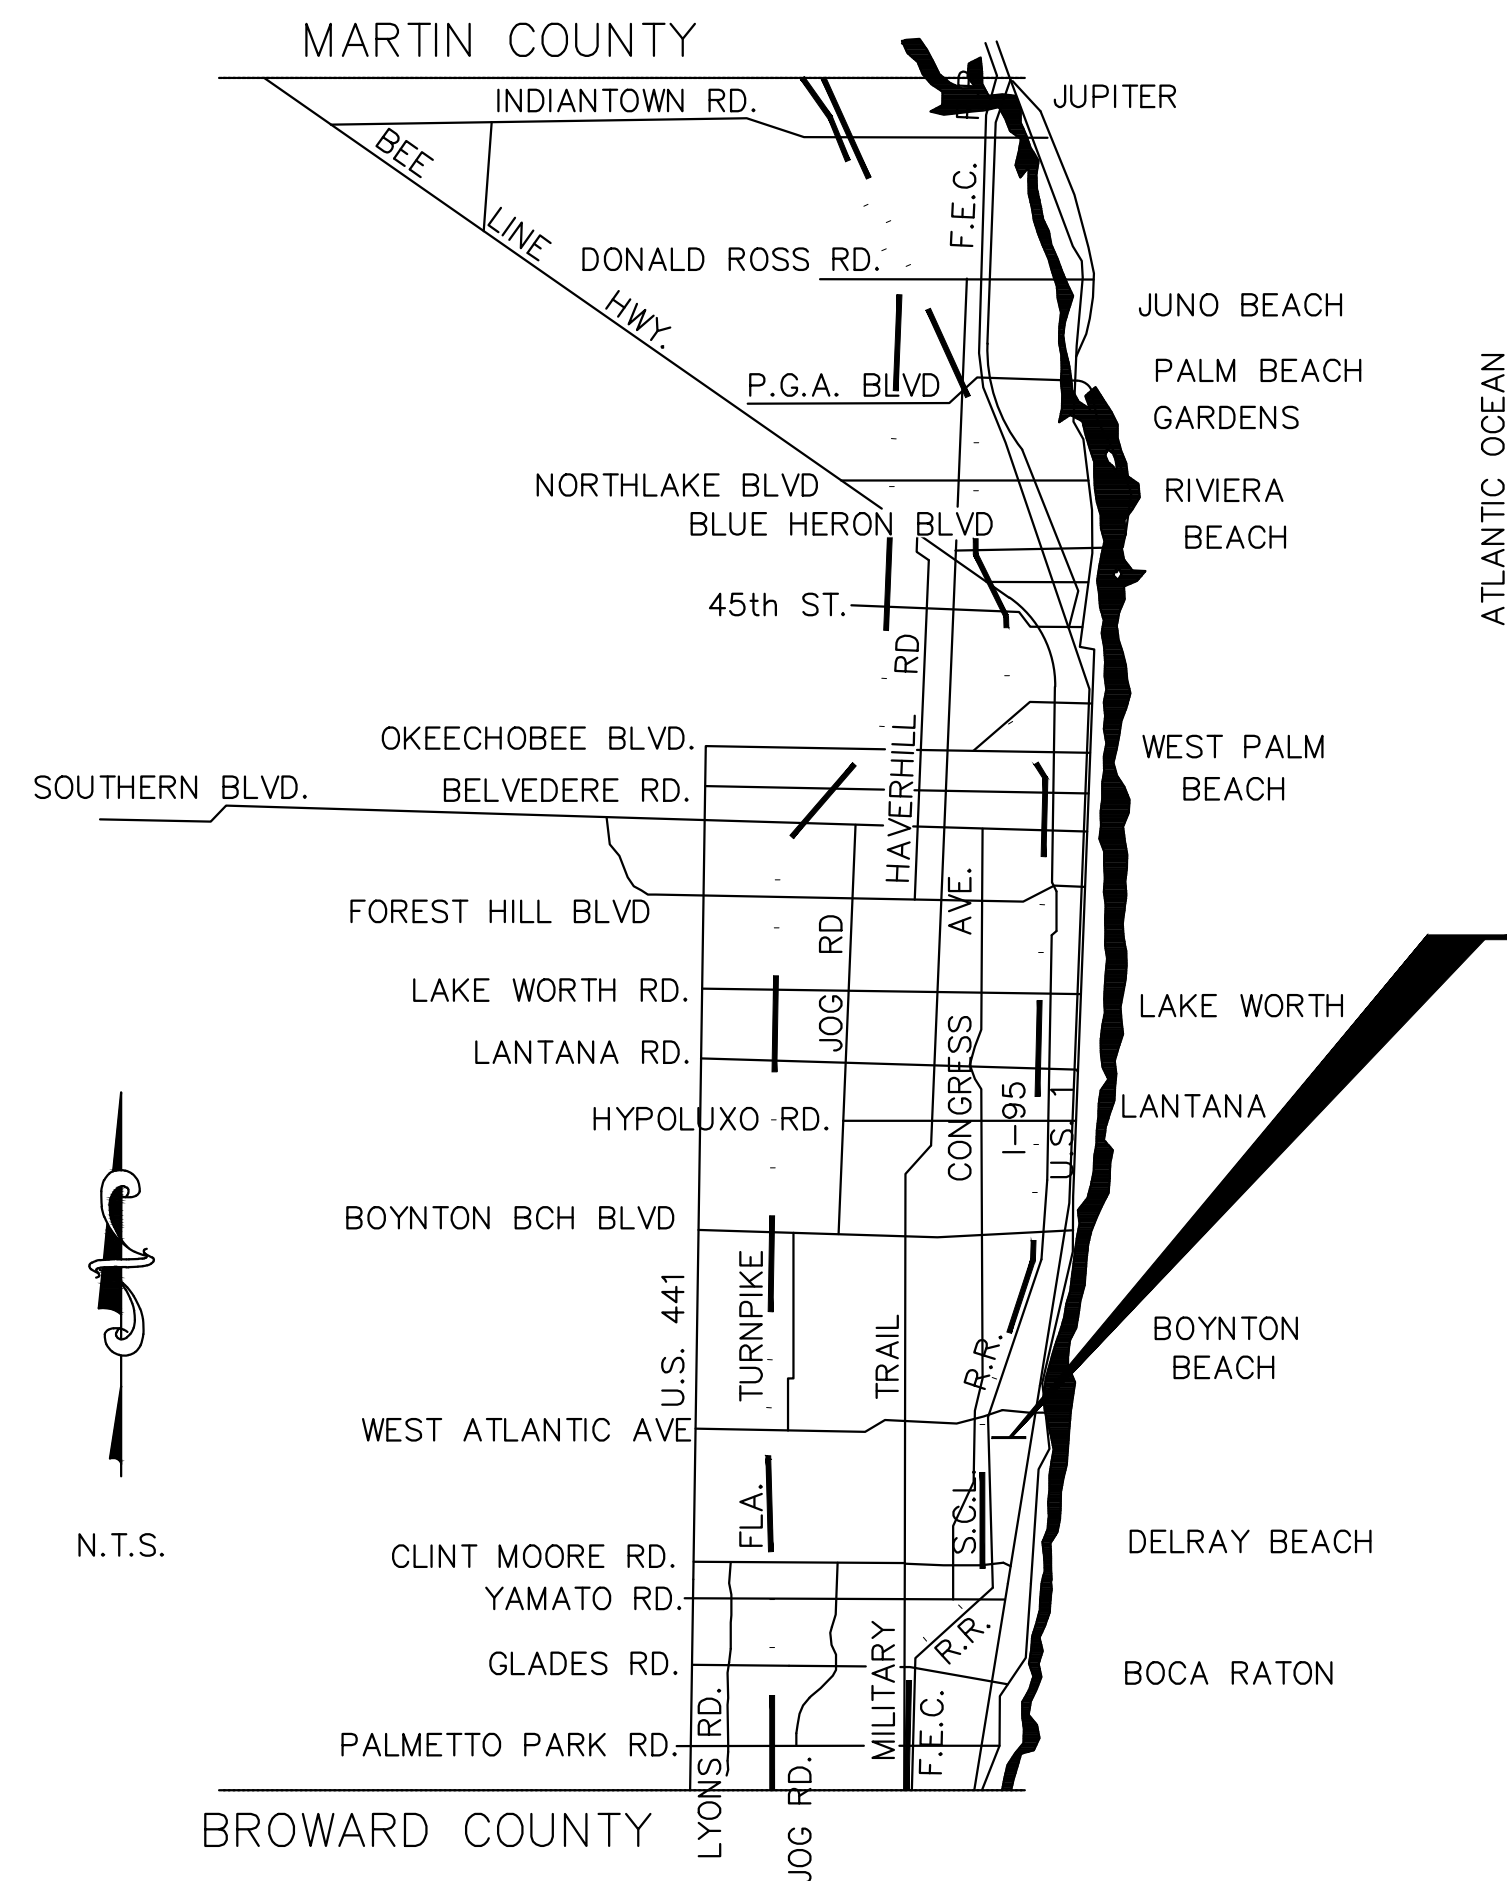 MARTIN COUNTY
INDIANTOWN RD.
JUPITER
BEE
LINE
HWY.
F.E.C.
RR
DONALD ROSS RD.
JUNO BEACH
P.G.A. BLVD
PALM BEACH
GARDENS
ATLANTIC OCEAN
NORTHLAKE BLVD
RIVIERA
BEACH
BLUE HERON BLVD
45th ST.
HAVERHILL RD
OKEECHOBEE BLVD.
WEST PALM
BEACH
SOUTHERN BLVD.
BELVEDERE RD.
FOREST HILL BLVD
JOG RD
CONGRESS AVE.
LAKE WORTH RD.
LAKE WORTH
LANTANA RD.
LANTANA
HYPOLUXO RD.
I-95
U.S. 1
BOYNTON BCH BLVD
U.S. 441
FLA. TURNPIKE
MILITARY TRAIL
S.C.L. R.R.
BOYNTON
BEACH
WEST ATLANTIC AVE
N.T.S.
DELRAY BEACH
CLINT MOORE RD.
YAMATO RD.
GLADES RD.
F.E.C. R.R.
BOCA RATON
PALMETTO PARK RD.
LYONS RD.
JOG RD.
BROWARD COUNTY